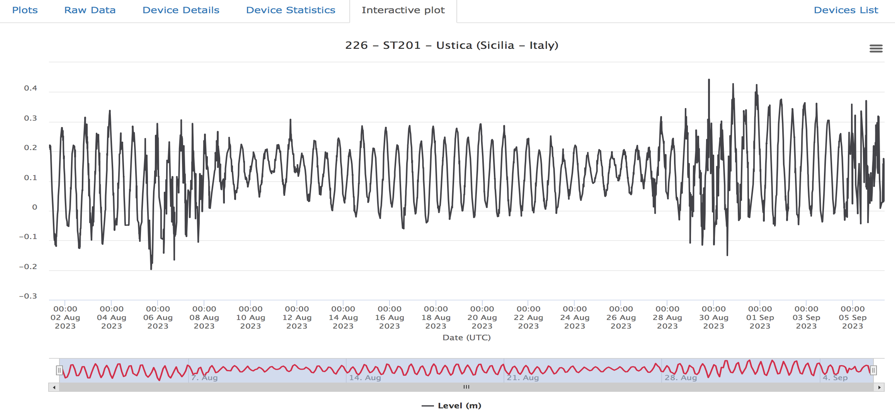 Plots Raw Data Device Details Device Statistics Interactive plot Devices List
226 – ST201 – Ustica (Sicilia – Italy)
0.4
0.3
0.2
0.1
0
−0.1
−0.2
−0.3
00:00 00:00 00:00 00:00 00:00 00:00 00:00 00:00 00:00 00:00 00:00 00:00 00:00 00:00 00:00 00:00 00:00 00:00
02 Aug 04 Aug 06 Aug 08 Aug 10 Aug 12 Aug 14 Aug 16 Aug 18 Aug 20 Aug 22 Aug 24 Aug 26 Aug 28 Aug 30 Aug 01 Sep 03 Sep 05 Sep
2023 2023 2023 2023 2023 2023 2023 2023 2023 2023 2023 2023 2023 2023 2023 2023 2023 2023
Date (UTC)
7. Aug 14. Aug 21. Aug 28. Aug 4. Sep
Level (m)